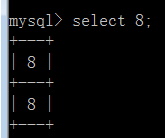 mysql> select 8;
+---+
| 8 |
+---+
| 8 |
+---+